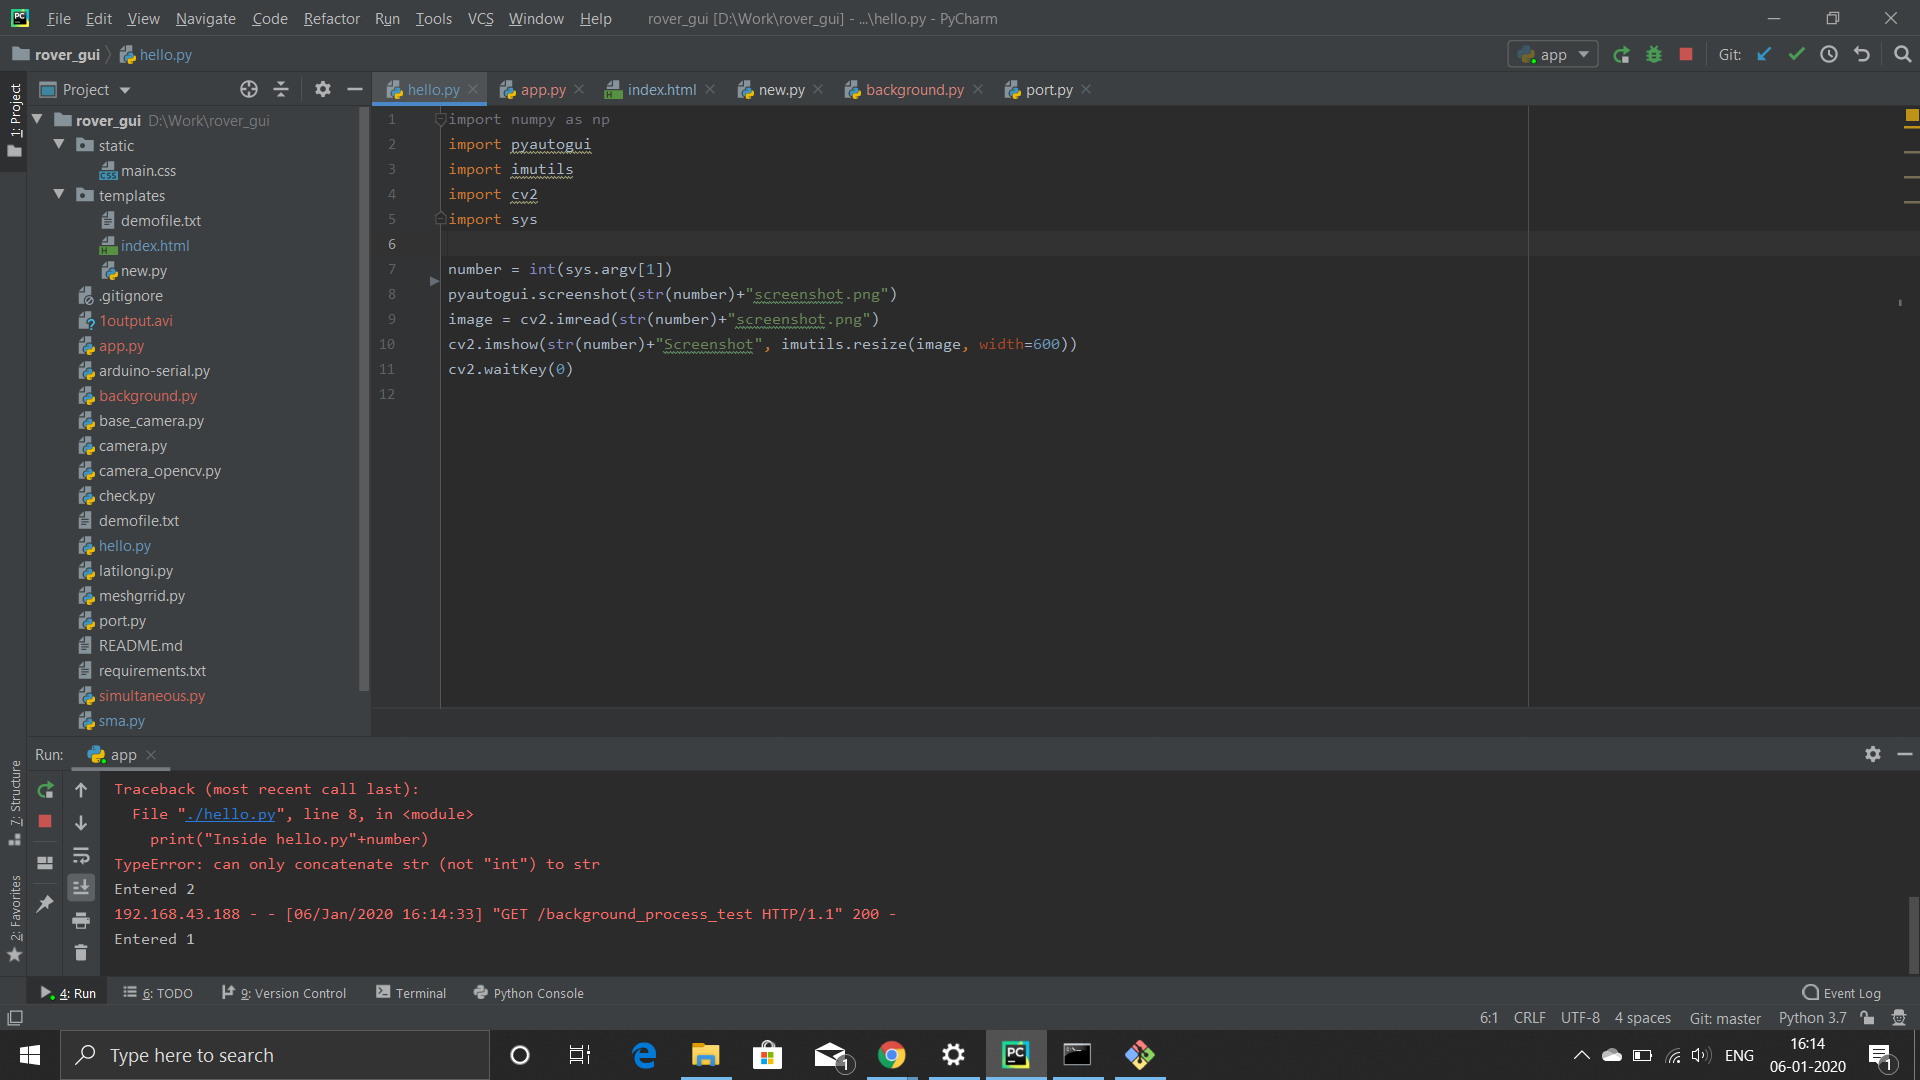 File Edit View Navigate Code Refactor Run Tools VCS Window Help rover_gui [D:\Work\rover_gui] - ...\hello.py - PyCharm
rover_gui hello.py app Git:
1: Project
Project
hello.py app.py index.html new.py background.py port.py
rover_gui D:\Work\rover_gui
static
main.css
templates
demofile.txt
index.html
new.py
.gitignore
1output.avi
app.py
arduino-serial.py
background.py
base_camera.py
camera.py
camera_opencv.py
check.py
demofile.txt
hello.py
latilongi.py
meshgrrid.py
port.py
README.md
requirements.txt
simultaneous.py
sma.py
1 import numpy as np
2 import pyautogui
3 import imutils
4 import cv2
5 import sys
6
7 number = int(sys.argv[1])
8 pyautogui.screenshot(str(number)+"screenshot.png")
9 image = cv2.imread(str(number)+"screenshot.png")
10 cv2.imshow(str(number)+"Screenshot", imutils.resize(image, width=600))
11 cv2.waitKey(0)
12
Run: app
7: Structure
2: Favorites
Traceback (most recent call last):
File "./hello.py", line 8, in <module>
print("Inside hello.py"+number)
TypeError: can only concatenate str (not "int") to str
Entered 2
192.168.43.188 - - [06/Jan/2020 16:14:33] "GET /background_process_test HTTP/1.1" 200 -
Entered 1
4: Run 6: TODO 9: Version Control Terminal Python Console Event Log
6:1 CRLF UTF-8 4 spaces Git: master Python 3.7
Type here to search
1
ENG
16:14
06-01-2020
1